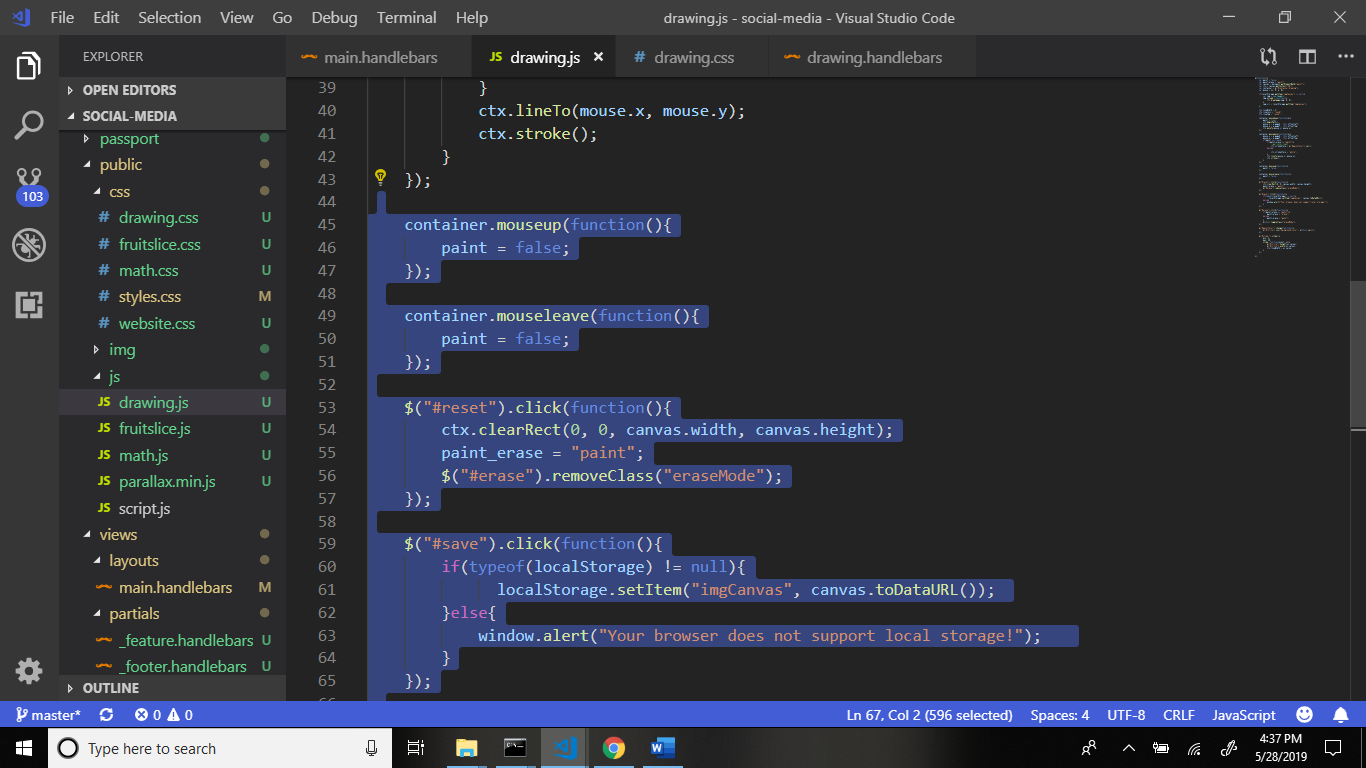 File Edit Selection View Go Debug Terminal Help
drawing.js - social-media - Visual Studio Code
EXPLORER
OPEN EDITORS
SOCIAL-MEDIA
passport
public
css
# drawing.css U
# fruitslice.css U
# math.css U
# styles.css M
# website.css U
img
js
JS drawing.js U
JS fruitslice.js U
JS math.js U
JS parallax.min.js U
JS script.js
views
layouts
main.handlebars M
partials
_feature.handlebars U
_footer.handlebars U
OUTLINE
103
main.handlebars JS drawing.js × # drawing.css drawing.handlebars
39 }
40 ctx.lineTo(mouse.x, mouse.y);
41 ctx.stroke();
42 }
43 });
44
45 container.mouseup(function(){
46 paint = false;
47 });
48
49 container.mouseleave(function(){
50 paint = false;
51 });
52
53 $("#reset").click(function(){
54 ctx.clearRect(0, 0, canvas.width, canvas.height);
55 paint_erase = "paint";
56 $("#erase").removeClass("eraseMode");
57 });
58
59 $("#save").click(function(){
60 if(typeof(localStorage) != null){
61 localStorage.setItem("imgCanvas", canvas.toDataURL());
62 }else{
63 window.alert("Your browser does not support local storage!");
64 }
65 });
master* 0 0 Ln 67, Col 2 (596 selected) Spaces: 4 UTF-8 CRLF JavaScript
Type here to search
4:37 PM
5/28/2019